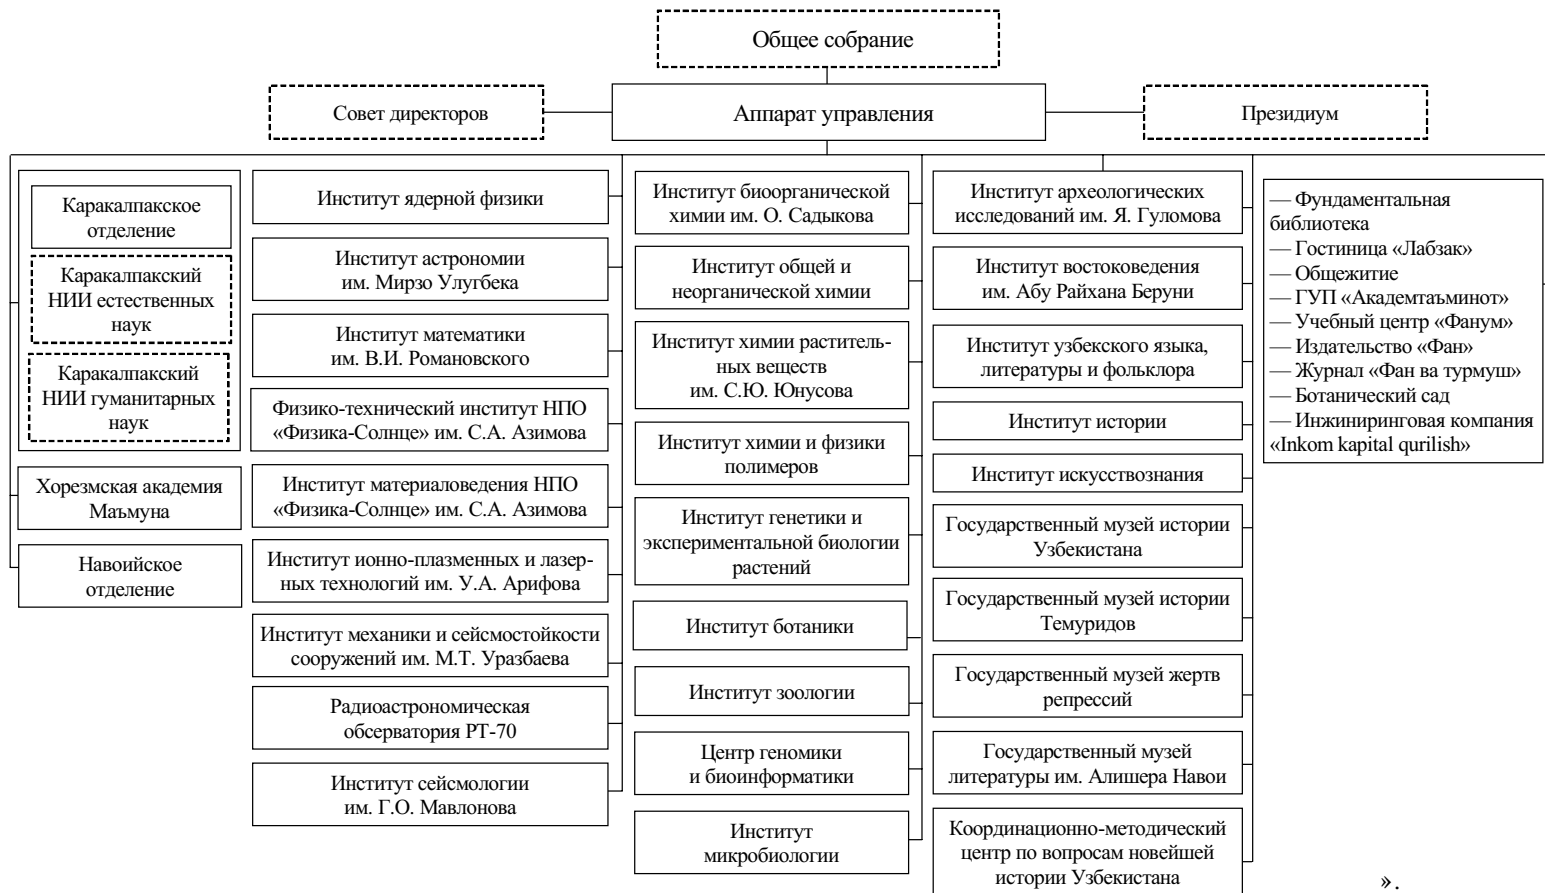 Общее собрание
Совет директоров
Аппарат управления
Президиум
Каракалпакское
отделение
Каракалпакский
НИИ естественных
наук
Каракалпакский
НИИ гуманитарных
наук
Хорезмская академия
Маъмуна
Навоийское
отделение
Институт ядерной физики
Институт астрономии
им. Мирзо Улугбека
Институт математики
им. В.И. Романовского
Физико-технический институт НПО
«Физика-Солнце» им. С.А. Азимова
Институт материаловедения НПО
«Физика-Солнце» им. С.А. Азимова
Институт ионно-плазменных и лазер-
ных технологий им. У.А. Арифова
Институт механики и сейсмостойкости
сооружений им. М.Т. Уразбаева
Радиоастрономическая
обсерватория РТ-70
Институт сейсмологии
им. Г.О. Мавлонова
Институт биоорганической
химии им. О. Садыкова
Институт общей и
неорганической химии
Институт химии раститель-
ных веществ
им. С.Ю. Юнусова
Институт химии и физики
полимеров
Институт генетики и
экспериментальной биологии
растений
Институт ботаники
Институт зоологии
Центр геномики
и биоинформатики
Институт
микробиологии
Институт археологических
исследований им. Я. Гуломова
Институт востоковедения
им. Абу Райхана Беруни
Институт узбекского языка,
литературы и фольклора
Институт истории
Институт искусствознания
Государственный музей истории
Узбекистана
Государственный музей истории
Темуридов
Государственный музей жертв
репрессий
Государственный музей
литературы им. Алишера Навои
Координационно-методический
центр по вопросам новейшей
истории Узбекистана
— Фундаментальная
библиотека
— Гостиница «Лабзак»
— Общежитие
— ГУП «Академтаъминот»
— Учебный центр «Фанум»
— Издательство «Фан»
— Журнал «Фан ва турмуш»
— Ботанический сад
— Инжиниринговая компания
«Inkom kapital qurilish»
».